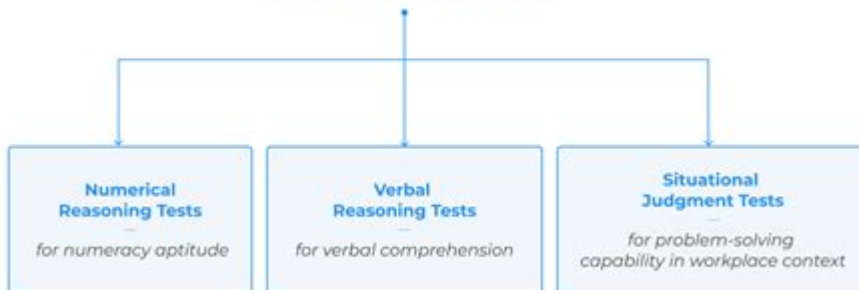 Numerical
Reasoning Tests
for numeracy aptitude
Verbal
Reasoning Tests
for verbal comprehension
Situational
Judgment Tests
for problem-solving
capability in workplace context